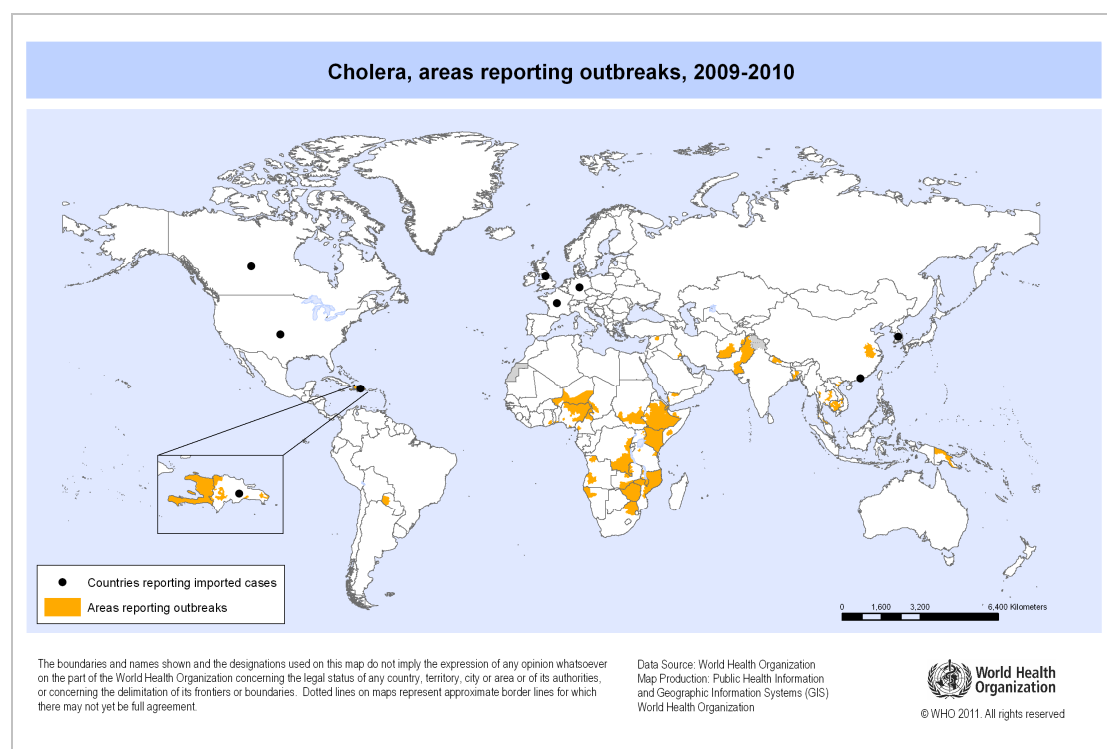 Cholera, areas reporting outbreaks, 2009-2010
Countries reporting imported cases
Areas reporting outbreaks
0 1,600 3,200 6,400 Kilometers
The boundaries and names shown and the designations used on this map do not imply the expression of any opinion whatsoever
on the part of the World Health Organization concerning the legal status of any country, territory, city or area or of its authorities,
or concerning the delimitation of its frontiers or boundaries. Dotted lines on maps represent approximate border lines for which
there may not yet be full agreement.
Data Source: World Health Organization
Map Production: Public Health Information
and Geographic Information Systems (GIS)
World Health Organization
World Health
Organization
© WHO 2011. All rights reserved